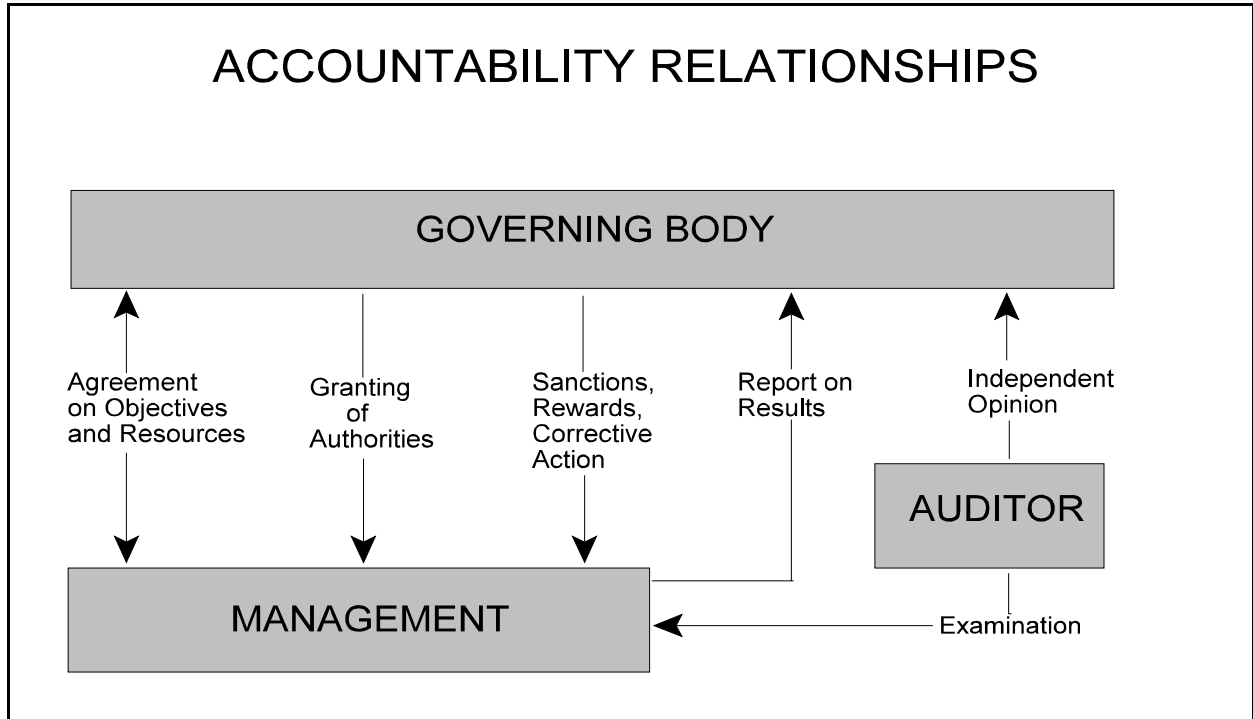 ACCOUNTABILITY RELATIONSHIPS
GOVERNING BODY
Agreement
on Objectives
and Resources
Granting
of
Authorities
Sanctions,
Rewards,
Corrective
Action
Report on
Results
Independent
Opinion
AUDITOR
MANAGEMENT
Examination